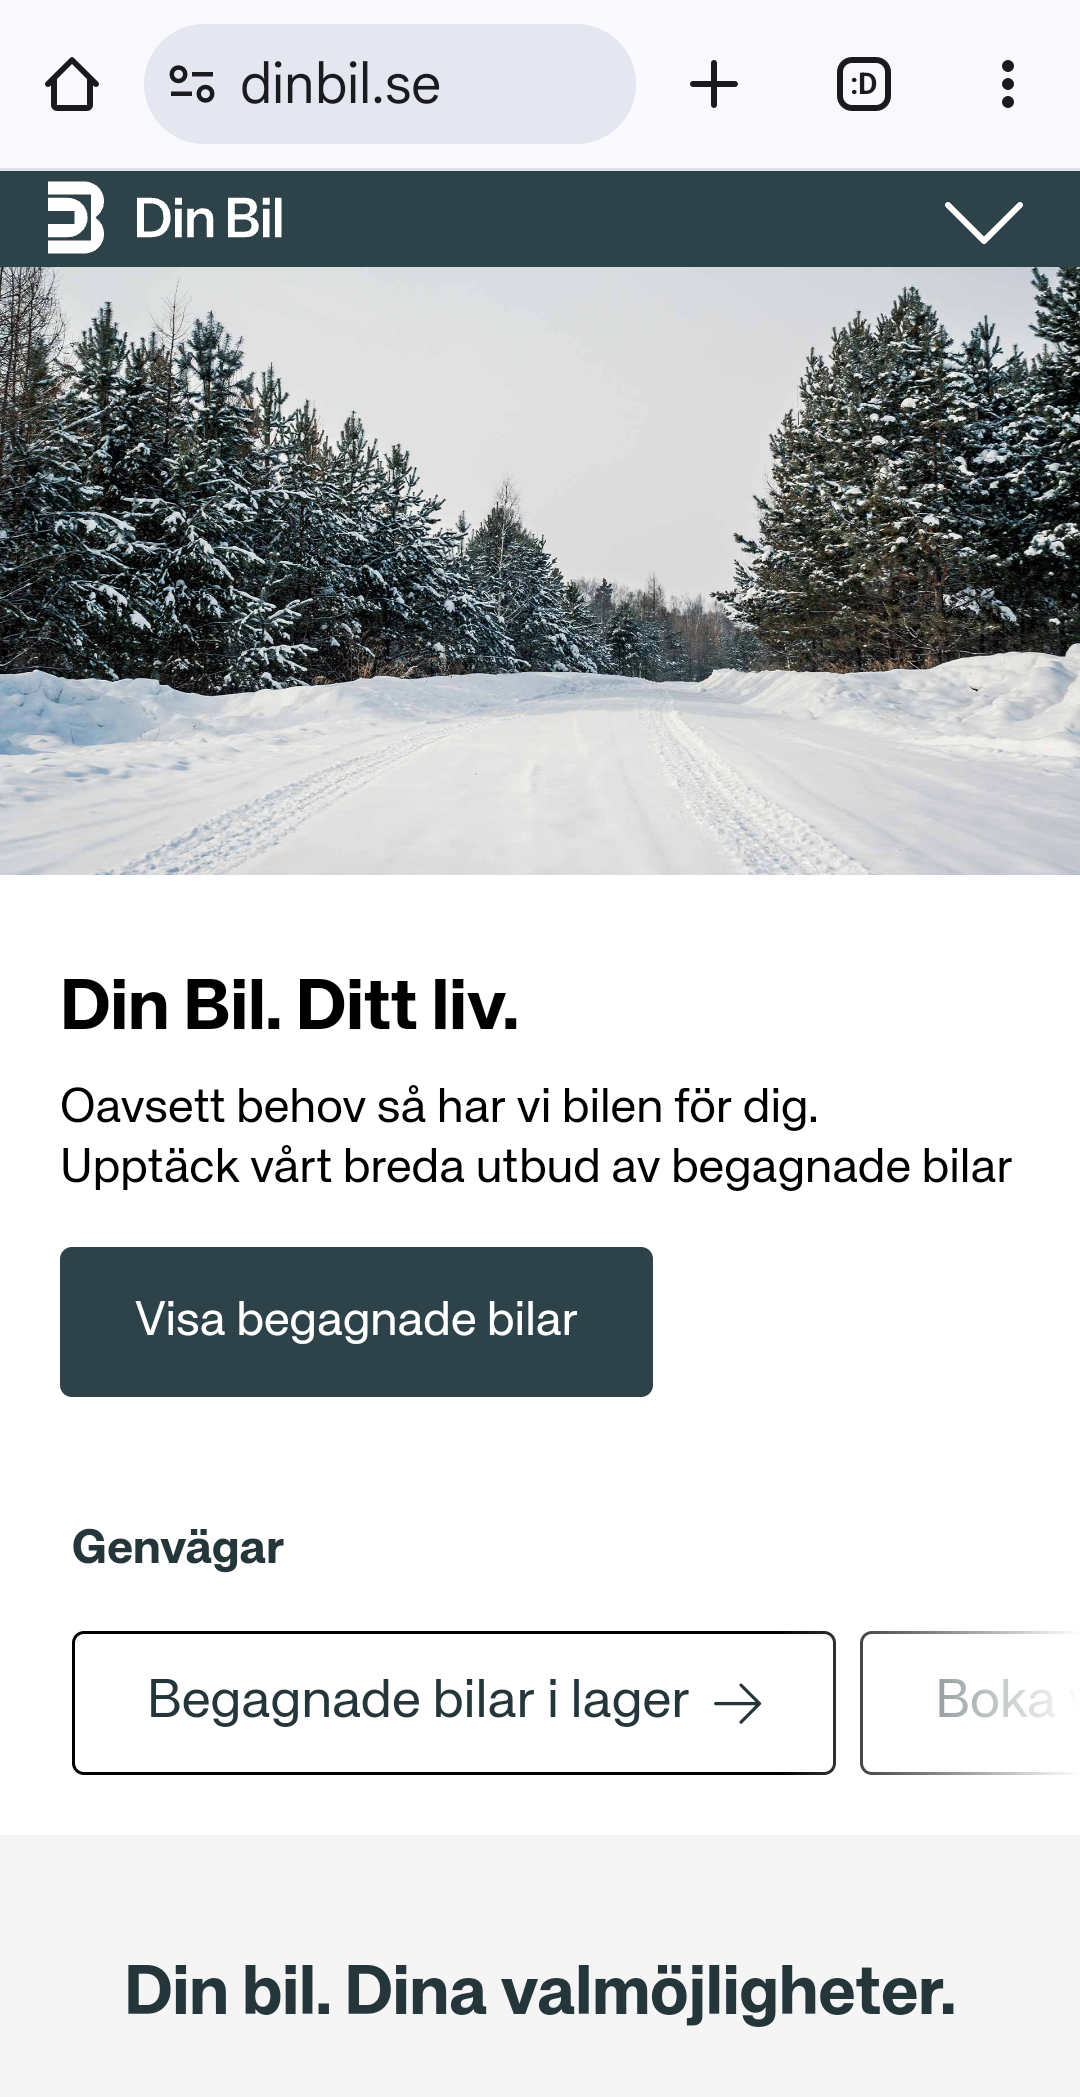 dinbil.se
:D
Din Bil
Din Bil. Ditt liv.
Oavsett behov så har vi bilen för dig.
Upptäck vårt breda utbud av begagnade bilar
Visa begagnade bilar
Genvägar
Begagnade bilar i lager
Boka
Din bil. Dina valmöjligheter.